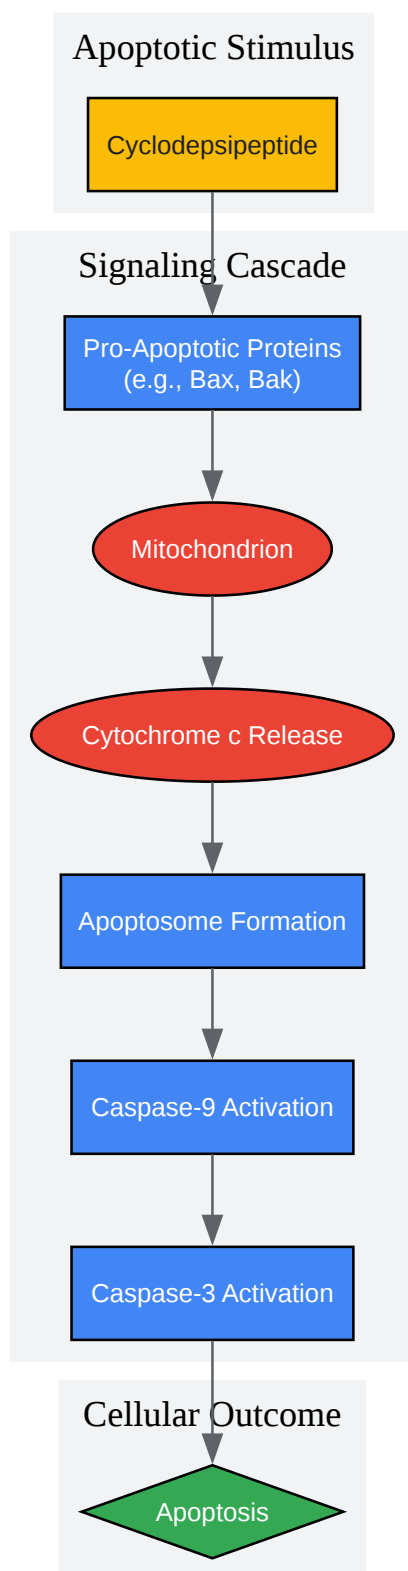 Apoptotic Stimulus
Cyclodepsipeptide
Signaling Cascade
Pro-Apoptotic Proteins
(e.g., Bax, Bak)
Mitochondrion
Cytochrome c Release
Apoptosome Formation
Caspase-9 Activation
Caspase-3 Activation
Cellular Outcome
Apoptosis